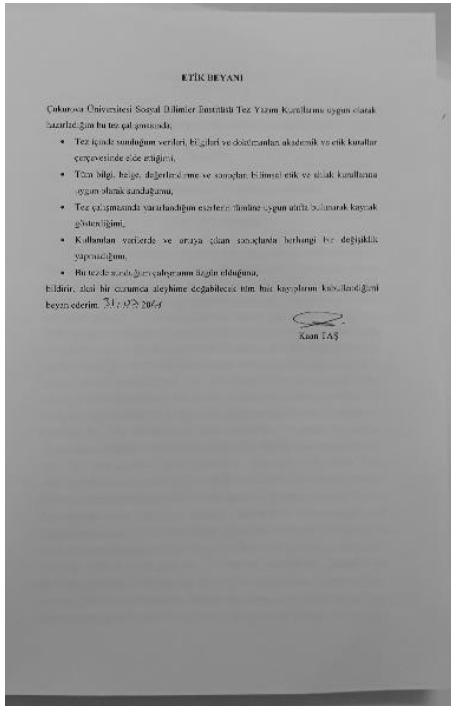 ETİK BEYANI
Çukurova Üniversitesi Sosyal Bilimler Enstitüsü Tez Yazım Kurallarına uygun olarak
hazırladığım bu tez çalışmasında;
• Tez içinde sunduğum verileri, bilgileri ve dokümanları akademik ve etik kurallar
çerçevesinde elde ettiğimi,
• Tüm bilgi, belge, değerlendirme ve sonuçları bilimsel etik ve ahlak kurallarına
uygun olarak sunduğumu,
• Tez çalışmasında yararlandığım eserlerin tümüne uygun atıfta bulunarak kaynak
gösterdiğimi,
• Kullanılan verilerde ve ortaya çıkan sonuçlarda herhangi bir değişiklik
yapmadığımı,
• Bu tezde sunduğum çalışmanın özgün olduğunu,
bildirir, aksi bir durumda aleyhime doğabilecek tüm hak kayıplarını kabullendiğimi
beyan ederim. 31.07.
Kaan TAŞ